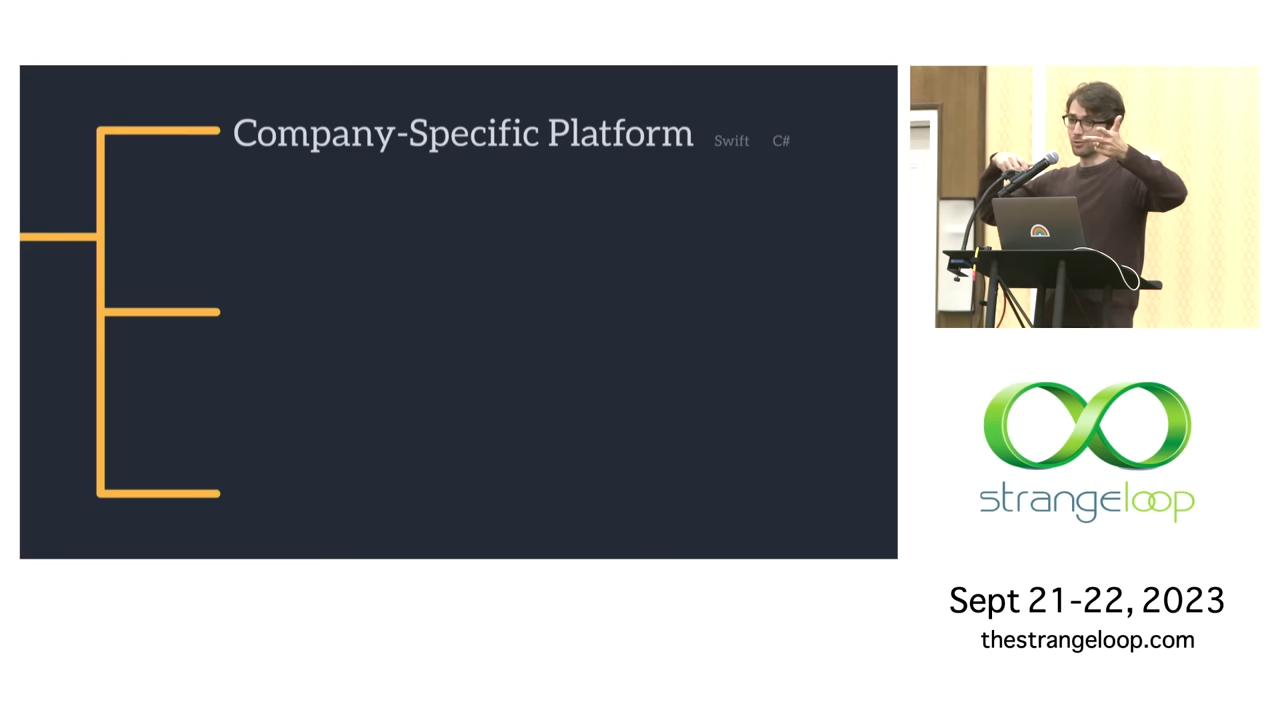 Company-Specific Platform Swift C#
strangeloop
Sept 21-22, 2023
thestrangeloop.com